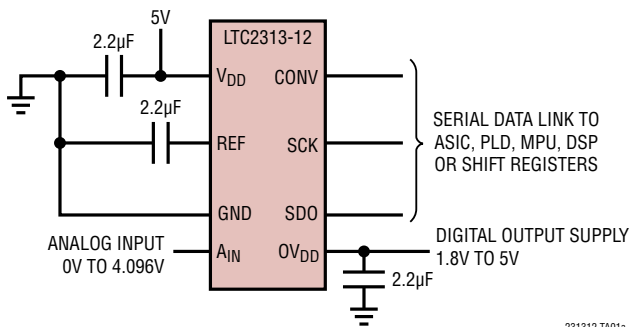 5V
2.2μF
LTC2313-12
VDD
CONV
2.2μF
REF
SCK
SERIAL DATA LINK TO
ASIC, PLD, MPU, DSP
OR SHIFT REGISTERS
GND
SDO
ANALOG INPUT
0V TO 4.096V
AIN
OVDD
DIGITAL OUTPUT SUPPLY
1.8V TO 5V
2.2μF
231312 TA01a